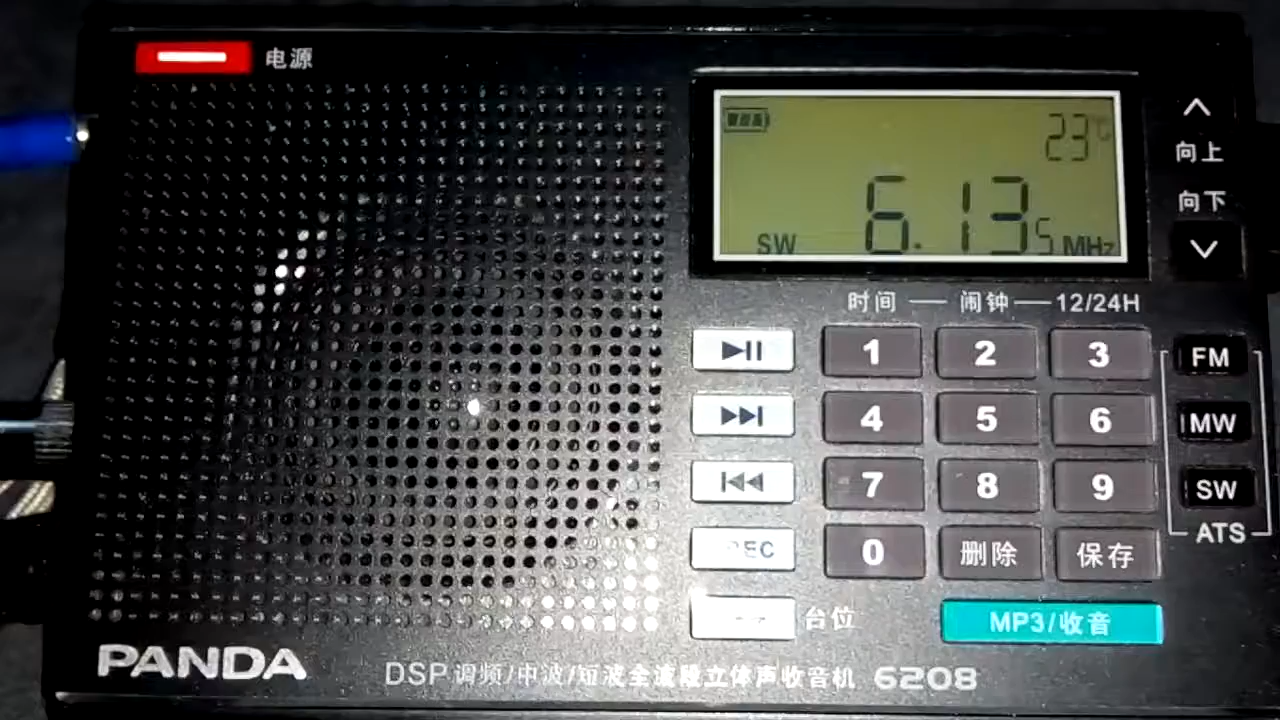 电源
23℃
SW 6.135 MHz
向上
向下
时间 — 闹钟 — 12/24H
1 2 3 FM
4 5 6 MW
7 8 9 SW
REC 0 删除 保存 ATS
台位 MP3/收音
PANDA DSP 调频/中波/短波全波段立体声收音机 6208